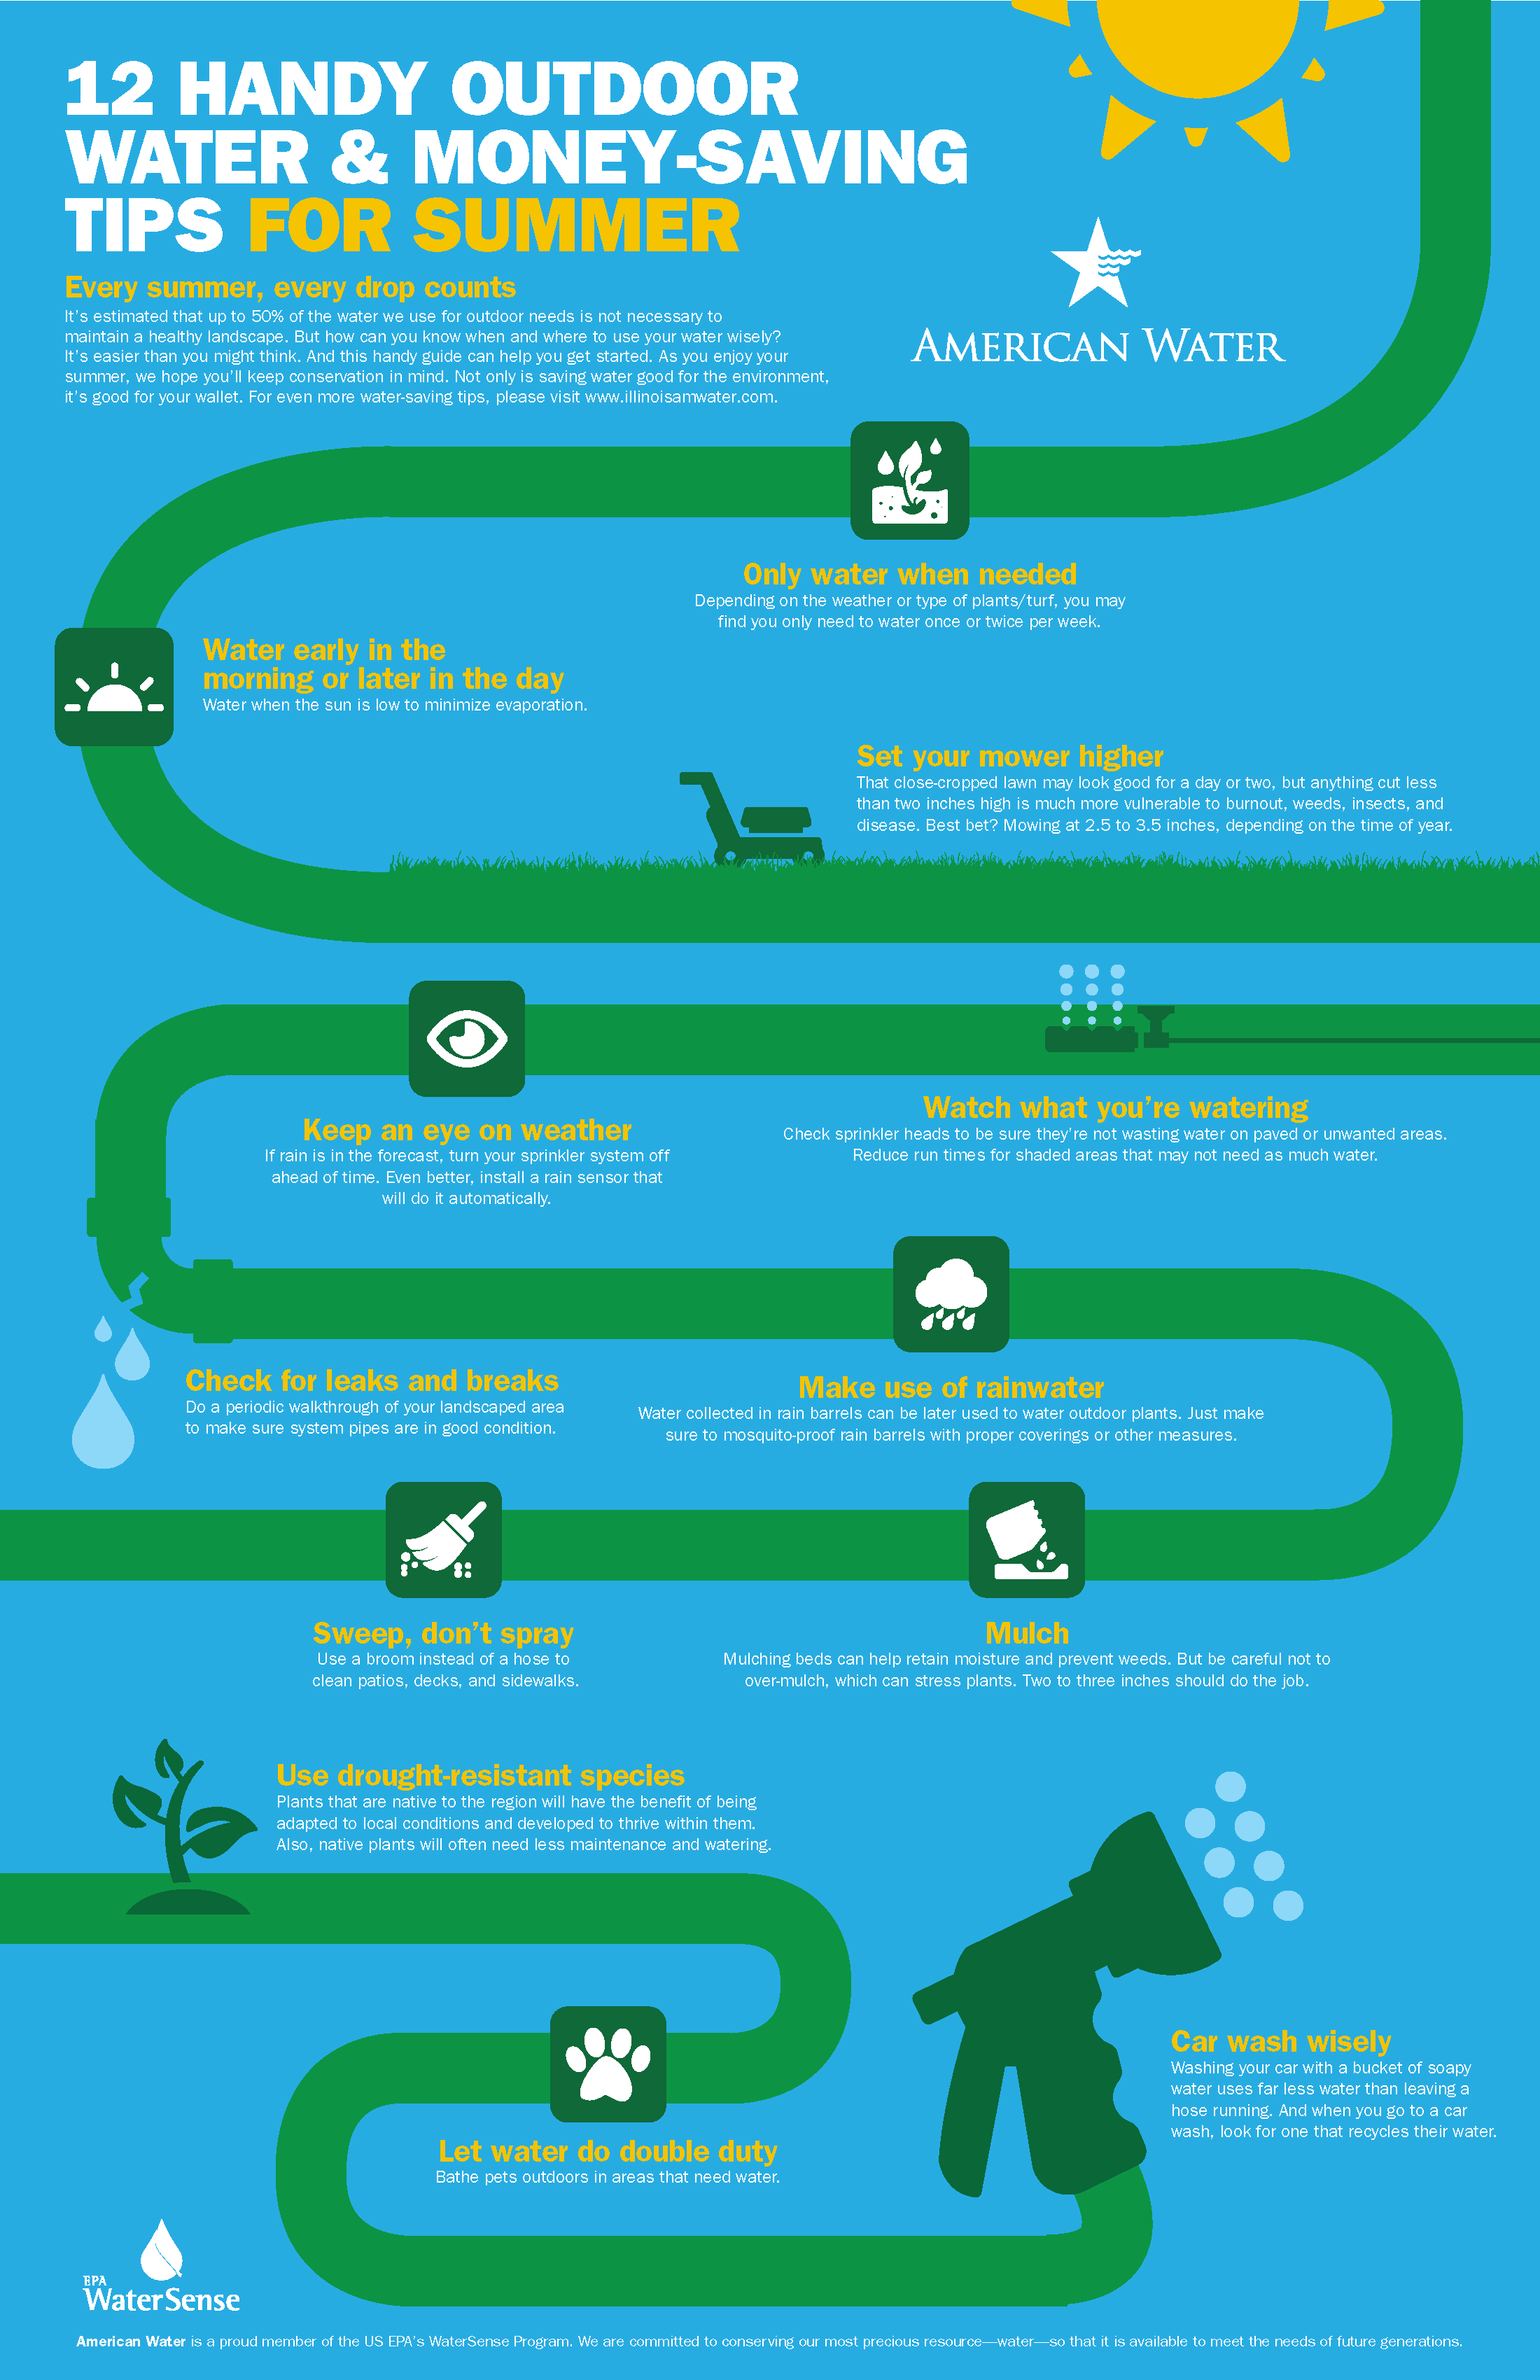 12 HANDY OUTDOOR
WATER & MONEY-SAVING
TIPS FOR SUMMER
Every summer, every drop counts
It's estimated that up to 50% of the water we use for outdoor needs is not necessary to
maintain a healthy landscape. But how can you know when and where to use your water wisely?
It's easier than you might think. And this handy guide can help you get started. As you enjoy your
summer, we hope you'll keep conservation in mind. Not only is saving water good for the environment,
it's good for your wallet. For even more water-saving tips, please visit www.illinoisamwater.com.
AMERICAN WATER
Only water when needed
Depending on the weather or type of plants/turf, you may
find you only need to water once or twice per week.
Water early in the
morning or later in the day
Water when the sun is low to minimize evaporation.
Set your mower higher
That close-cropped lawn may look good for a day or two, but anything cut less
than two inches high is much more vulnerable to burnout, weeds, insects, and
disease. Best bet? Mowing at 2.5 to 3.5 inches, depending on the time of year.
Watch what you're watering
Check sprinkler heads to be sure they're not wasting water on paved or unwanted areas.
Reduce run times for shaded areas that may not need as much water.
Keep an eye on weather
If rain is in the forecast, turn your sprinkler system off
ahead of time. Even better, install a rain sensor that
will do it automatically.
Check for leaks and breaks
Do a periodic walkthrough of your landscaped area
to make sure system pipes are in good condition.
Make use of rainwater
Water collected in rain barrels can be later used to water outdoor plants. Just make
sure to mosquito-proof rain barrels with proper coverings or other measures.
Sweep, don't spray
Use a broom instead of a hose to
clean patios, decks, and sidewalks.
Mulch
Mulching beds can help retain moisture and prevent weeds. But be careful not to
over-mulch, which can stress plants. Two to three inches should do the job.
Use drought-resistant species
Plants that are native to the region will have the benefit of being
adapted to local conditions and developed to thrive within them.
Also, native plants will often need less maintenance and watering.
Car wash wisely
Washing your car with a bucket of soapy
water uses far less water than leaving a
hose running. And when you go to a car
wash, look for one that recycles their water.
Let water do double duty
Bathe pets outdoors in areas that need water.
EPA
WaterSense
American Water is a proud member of the US EPA's WaterSense Program. We are committed to conserving our most precious resource—water—so that it is available to meet the needs of future generations.